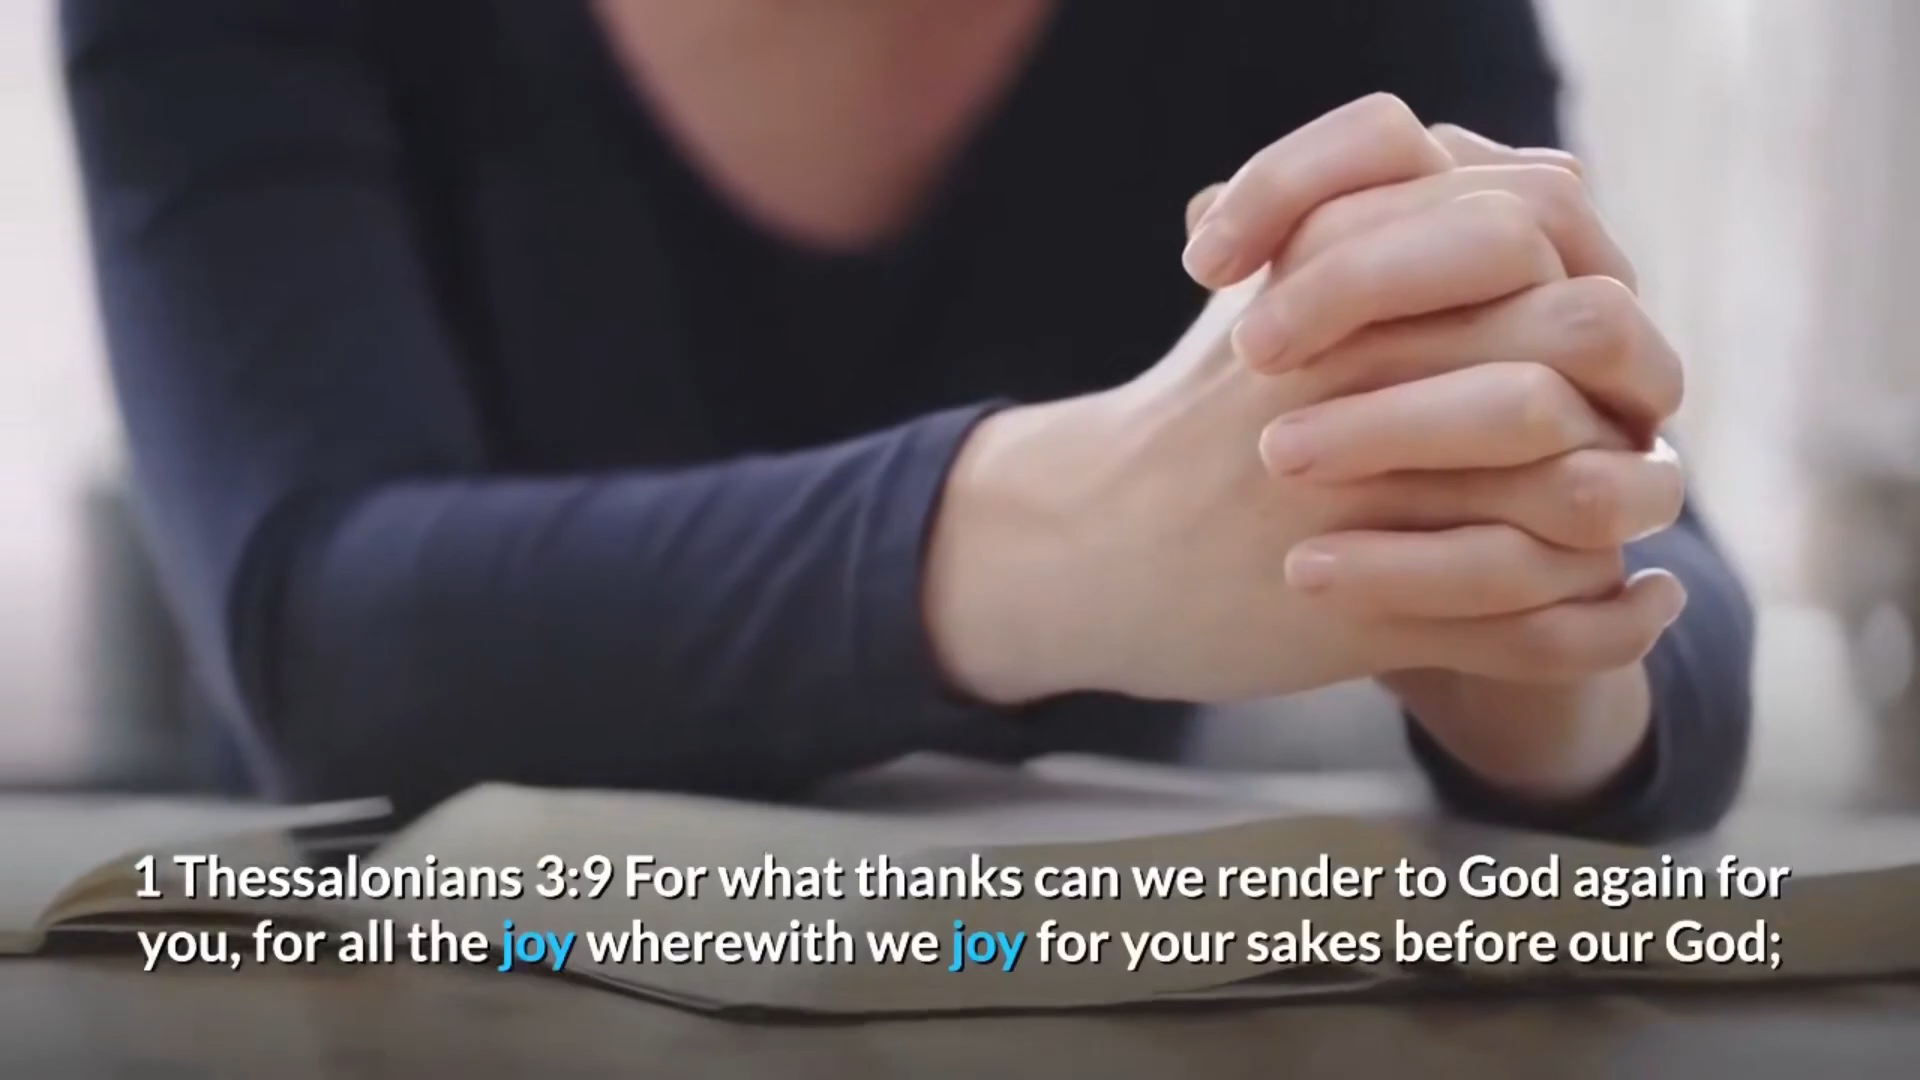 1 Thessalonians 3:9 For what thanks can we render to God again for
you, for all the joy wherewith we joy for your sakes before our God;